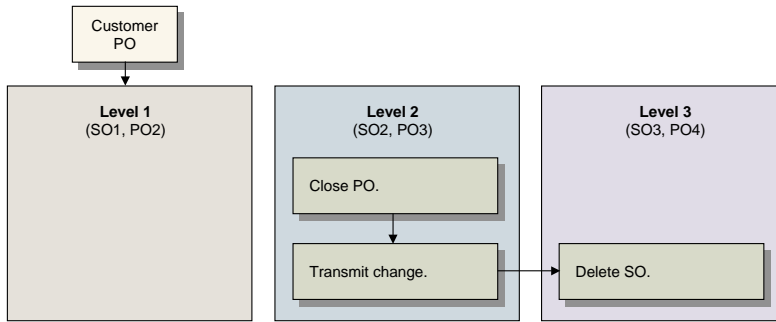 Customer
PO
Level 1
(SO1, PO2)
Level 2
(SO2, PO3)
Level 3
(SO3, PO4)
Close PO.
Transmit change.
Delete SO.